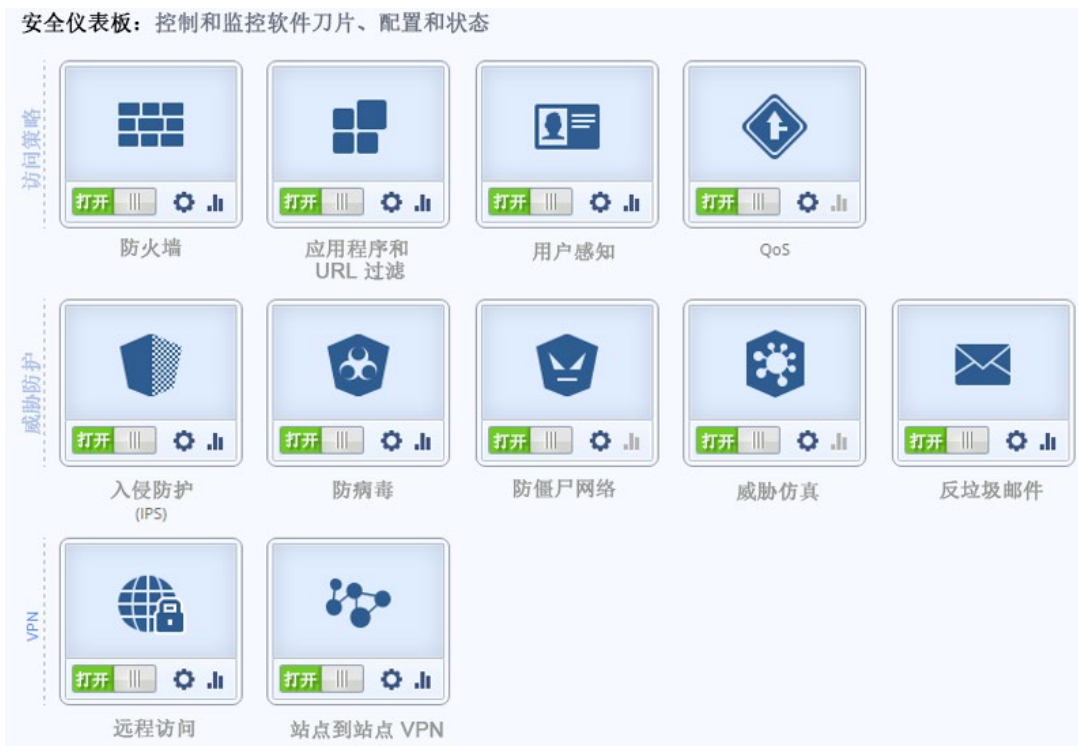 安全仪表板：控制和监控软件刀片、配置和状态
访问策略
打开
打开
打开
打开
防火墙
应用程序和
URL 过滤
用户感知
QoS
威胁防护
打开
打开
打开
打开
打开
入侵防护
(IPS)
防病毒
防僵尸网络
威胁仿真
反垃圾邮件
VPN
打开
打开
远程访问
站点到站点 VPN